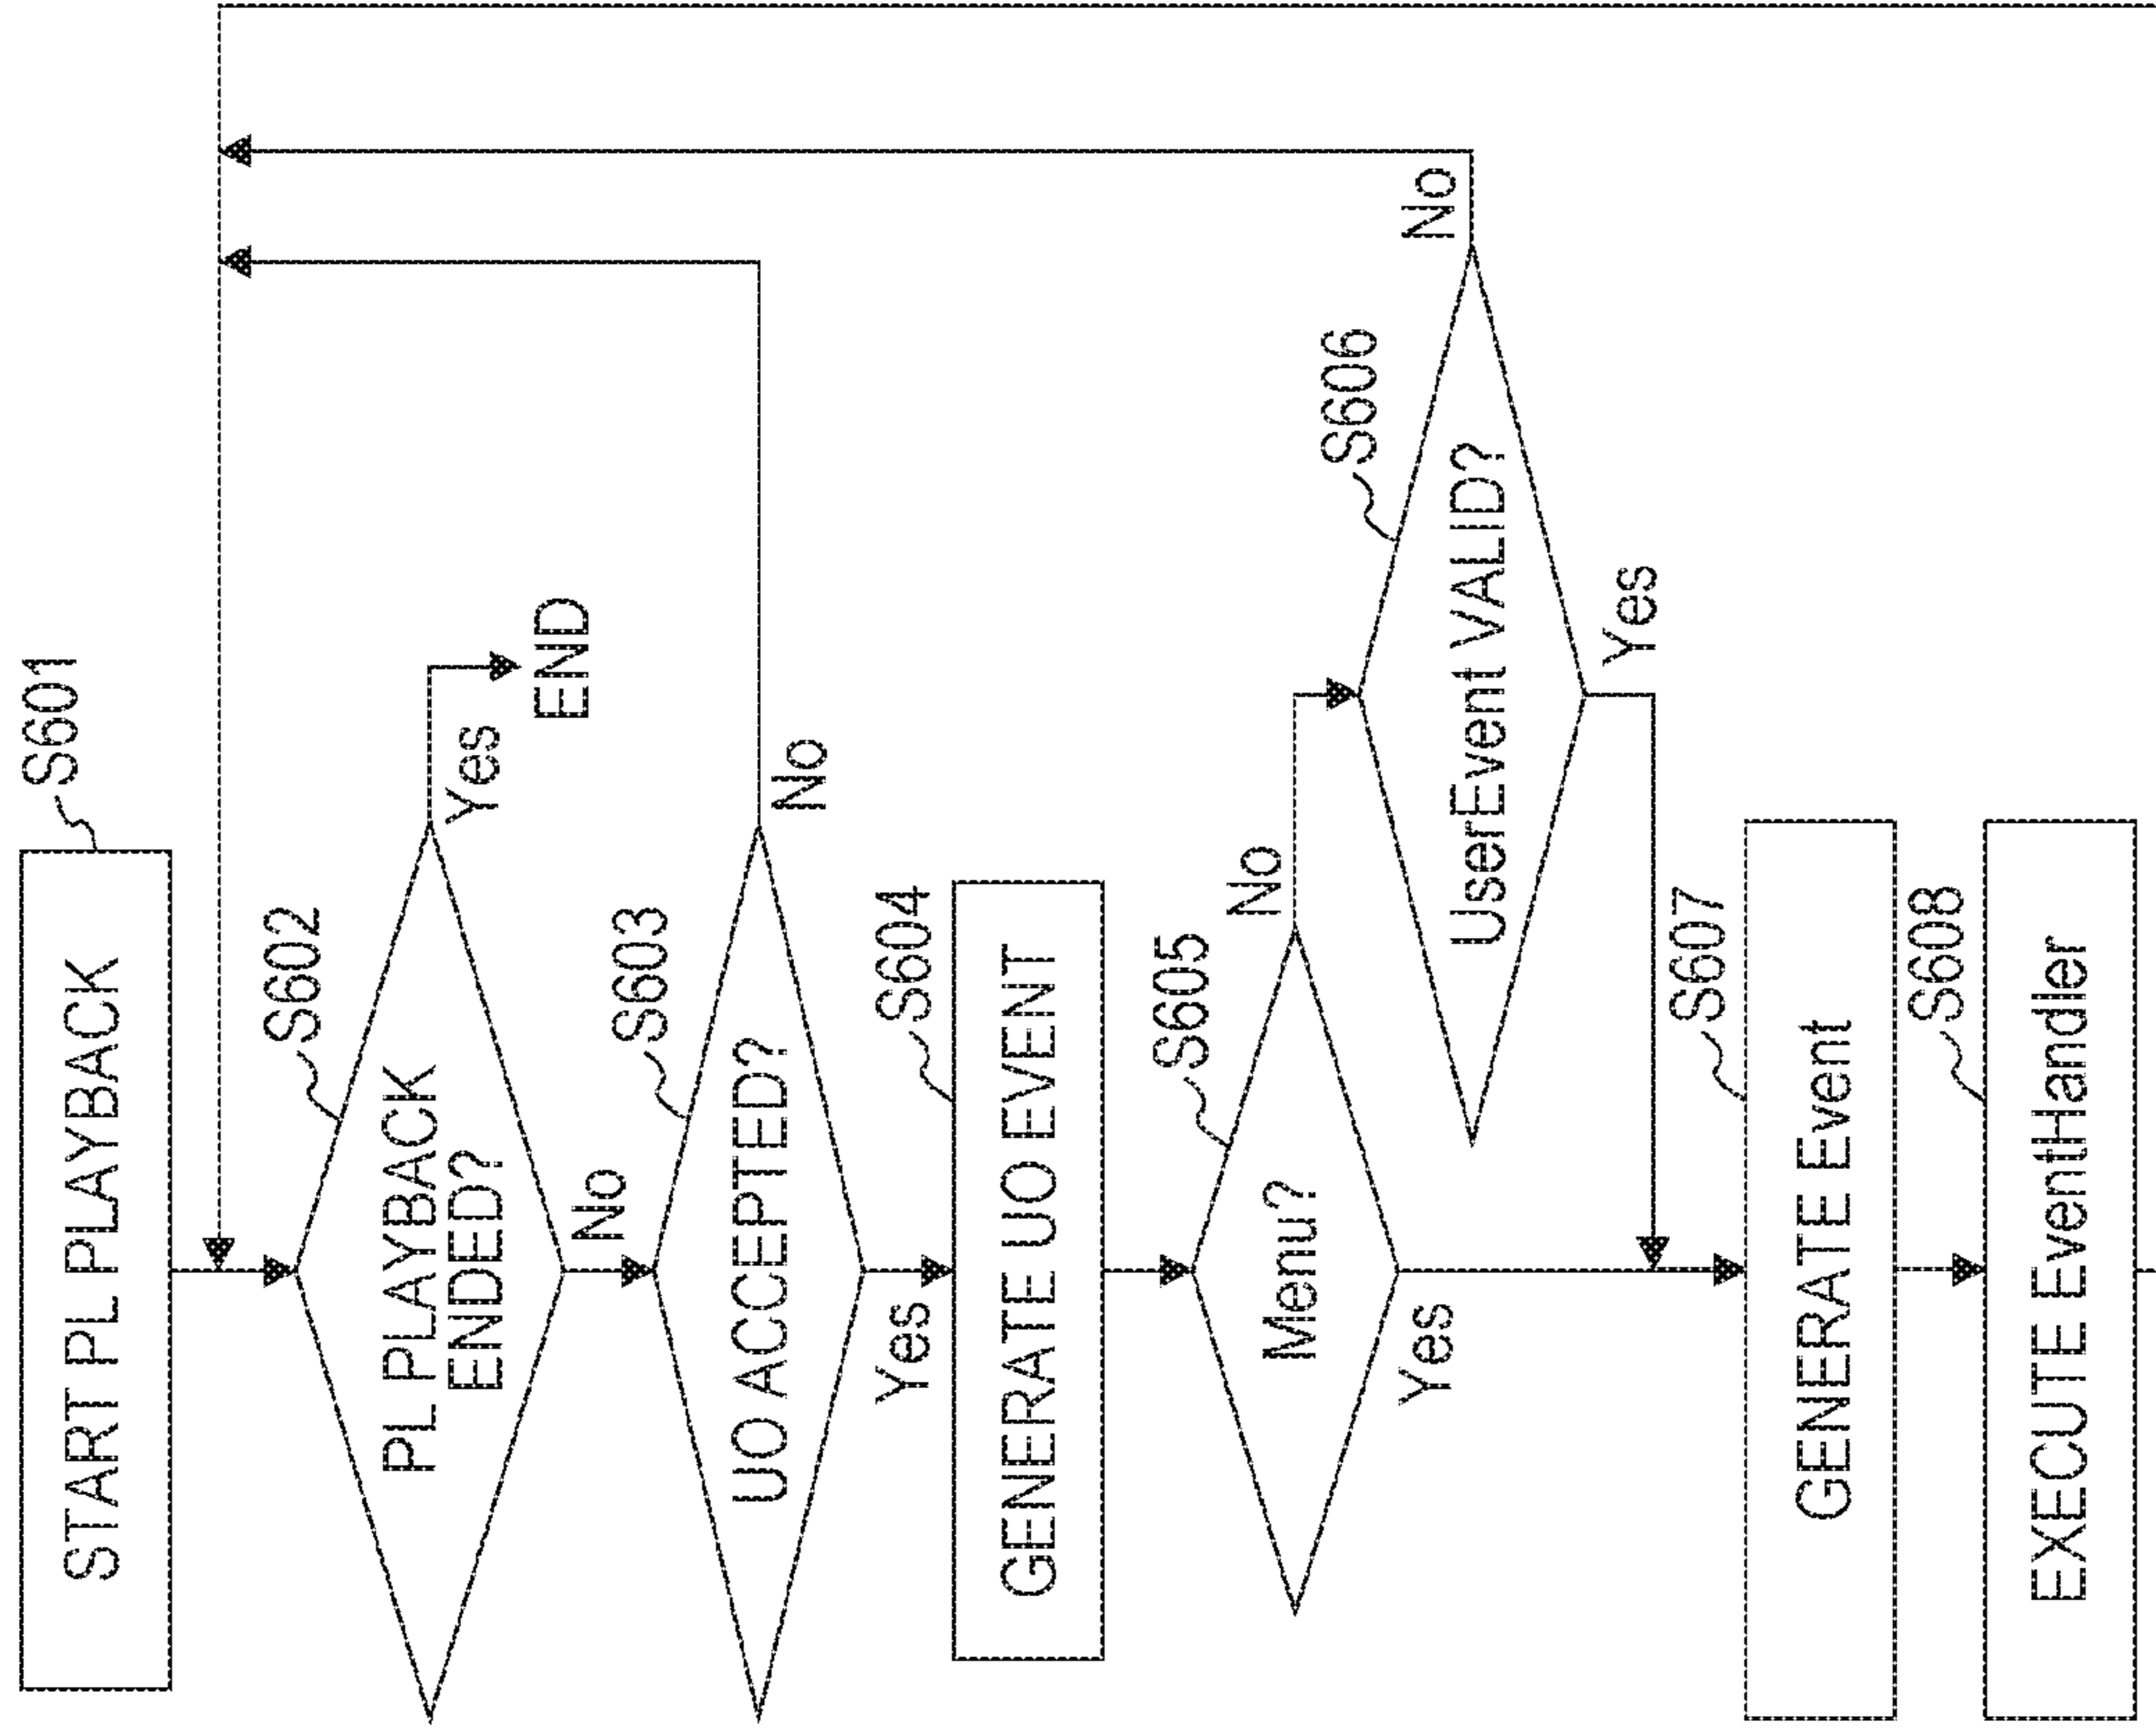 START PL PLAYBACK
S601
PL PLAYBACK
ENDED?
S602
Yes
END
No
UO ACCEPTED?
S603
No
Yes
GENERATE UO EVENT
S604
Menu?
S605
No
Yes
UserEvent VALID?
S606
No
Yes
GENERATE Event
S607
EXECUTE EventHandler
S608